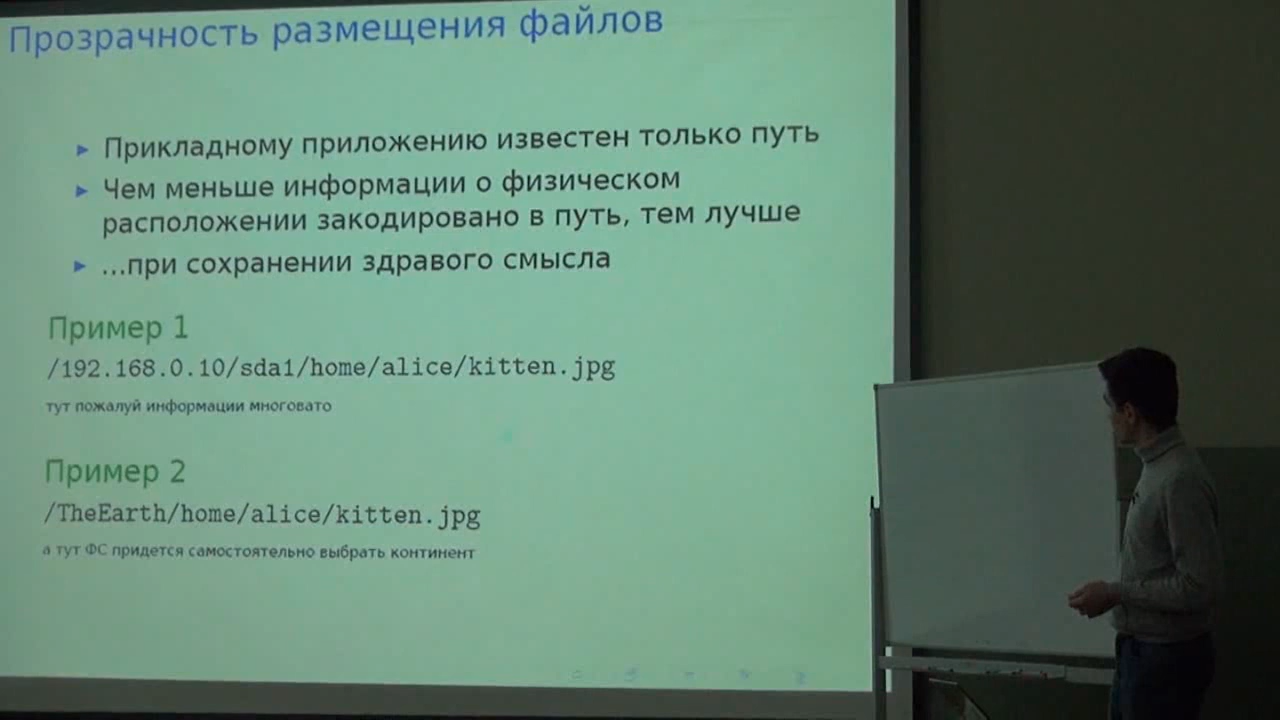 Прозрачность размещения файлов
Прикладному приложению известен только путь
Чем меньше информации о физическом
расположении закодировано в путь, тем лучше
...при сохранении здравого смысла
Пример 1
/192.168.0.10/sda1/home/alice/kitten.jpg
тут пожалуй информации многовато
Пример 2
/TheEarth/home/alice/kitten.jpg
а тут ФС придется самостоятельно выбрать континент